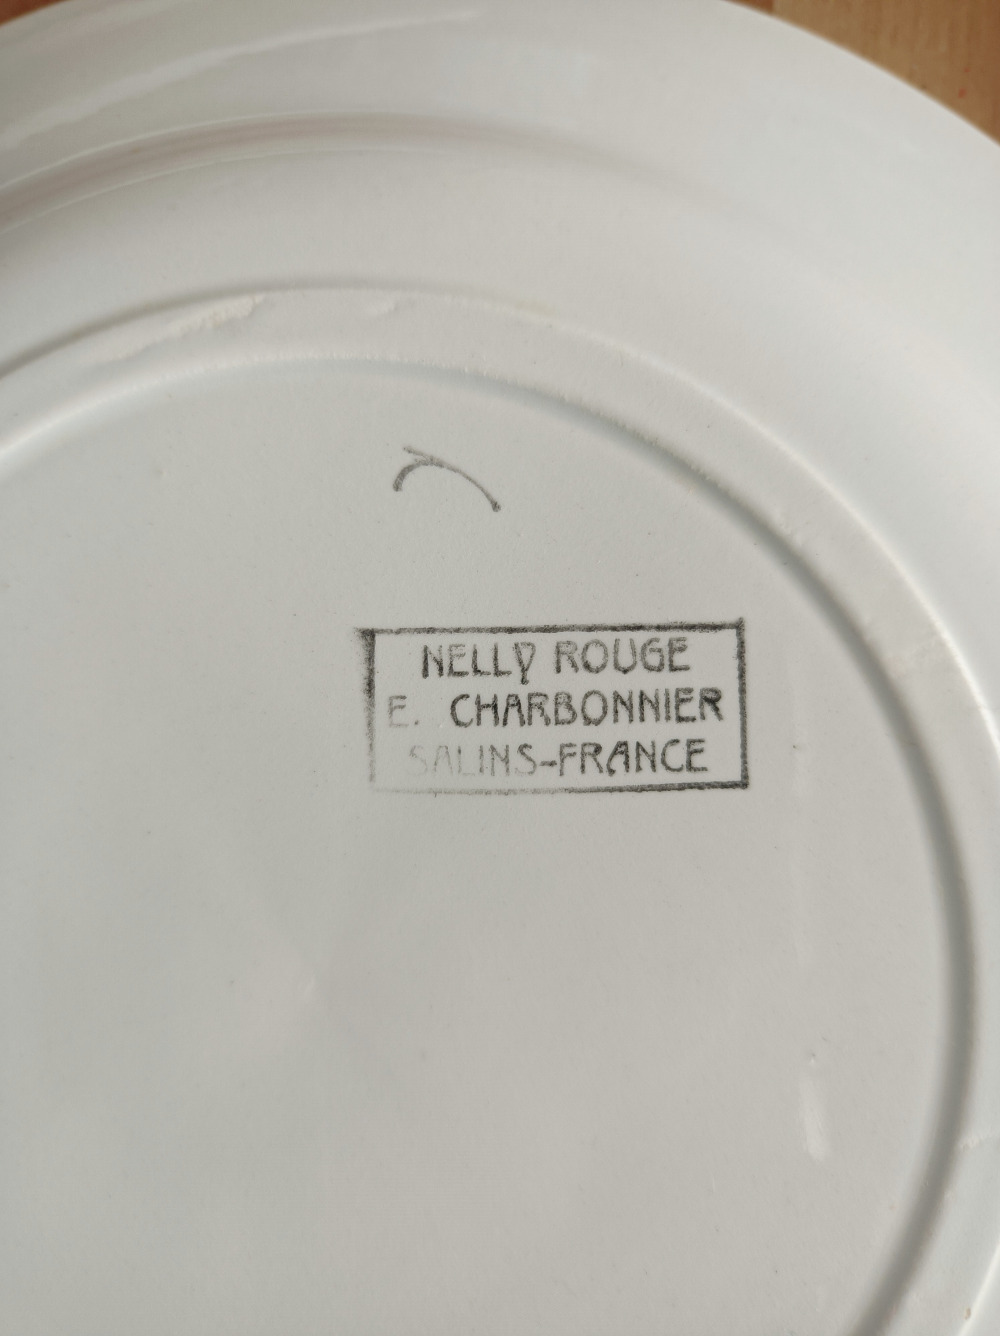 NELLY ROUGE
E. CHARBONNIER
SALINS-FRANCE